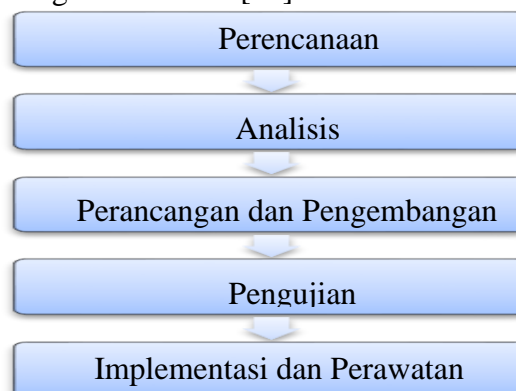 Perencanaan
Analisis
Perancangan dan Pengembangan
Pengujian
Implementasi dan Perawatan